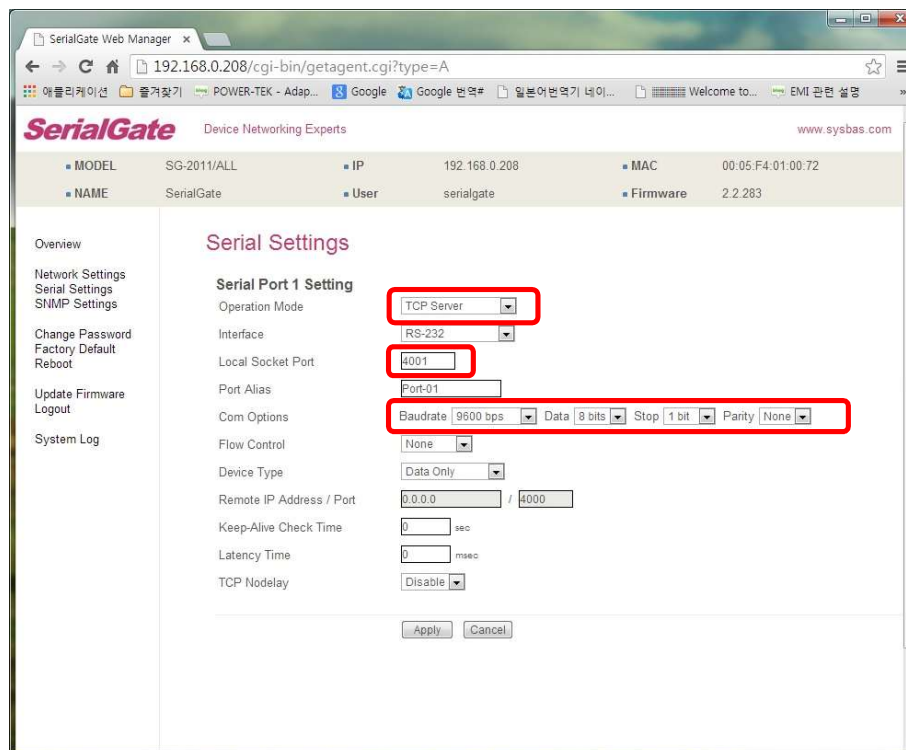 SerialGate Web Manager
192.168.0.208/cgi-bin/getagent.cgi?type=A
애플리케이션 즐겨찾기 POWER-TEK - Adap... Google Google 번역# 일본어번역기 네이... Welcome to... EMI 관련 설명 »
SerialGate Device Networking Experts www.sysbas.com
MODEL SG-2011/ALL IP 192.168.0.208 MAC 00:05:F4:01:00:72
NAME SerialGate User serialgate Firmware 2.2.283
Overview
Network Settings
Serial Settings
SNMP Settings
Change Password
Factory Default
Reboot
Update Firmware
Logout
System Log
Serial Settings
Serial Port 1 Setting
Operation Mode TCP Server
Interface RS-232
Local Socket Port 4001
Port Alias Port-01
Com Options Baudrate 9600 bps Data 8 bits Stop 1 bit Parity None
Flow Control None
Device Type Data Only
Remote IP Address / Port 0.0.0.0 / 4000
Keep-Alive Check Time 0 sec
Latency Time 0 msec
TCP Nodelay Disable
Apply Cancel